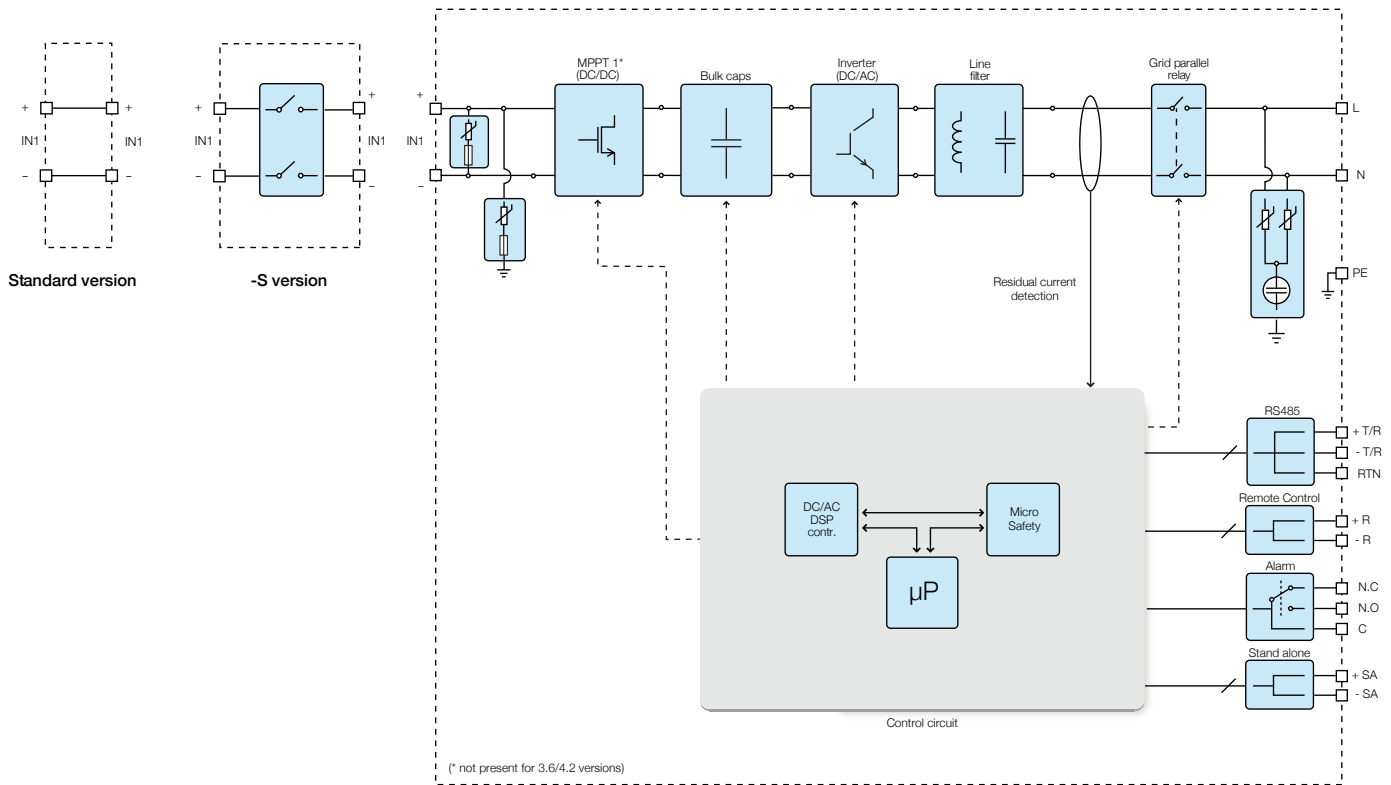 +
IN1
–
+
IN1
–
Standard version
+
IN1
–
+
IN1
–
-S version
+
IN1
–
MPPT 1*
(DC/DC)
Bulk caps
Inverter
(DC/AC)
Line
filter
Grid parallel
relay
L
N
PE
Residual current
detection
RS485
+ T/R
- T/R
RTN
Remote Control
+ R
- R
Alarm
N.C
N.O
C
Stand alone
+ SA
- SA
DC/AC
DSP
contr.
Micro
Safety
µP
Control circuit
(* not present for 3.6/4.2 versions)